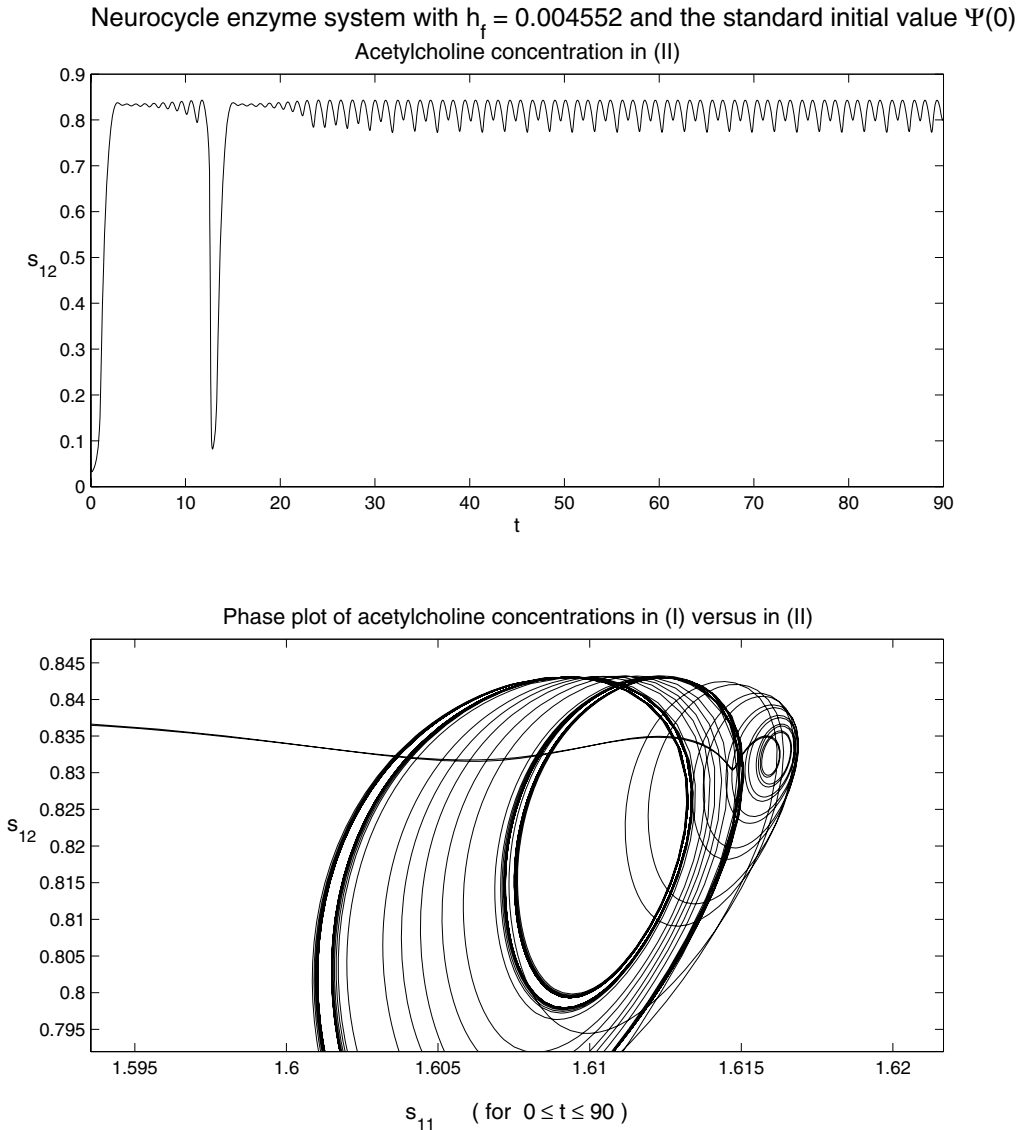 Neurocycle enzyme system with h_f = 0.004552 and the standard initial value Ψ(0)
Acetylcholine concentration in (II)
0.9
0.8
0.7
0.6
0.5
s_12
0.4
0.3
0.2
0.1
0
0 10 20 30 40 50 60 70 80 90
t
Phase plot of acetylcholine concentrations in (I) versus in (II)
0.845
0.84
0.835
0.83
0.825
s_12
0.82
0.815
0.81
0.805
0.8
0.795
1.595 1.6 1.605 1.61 1.615 1.62
s_11 ( for 0 ≤ t ≤ 90 )